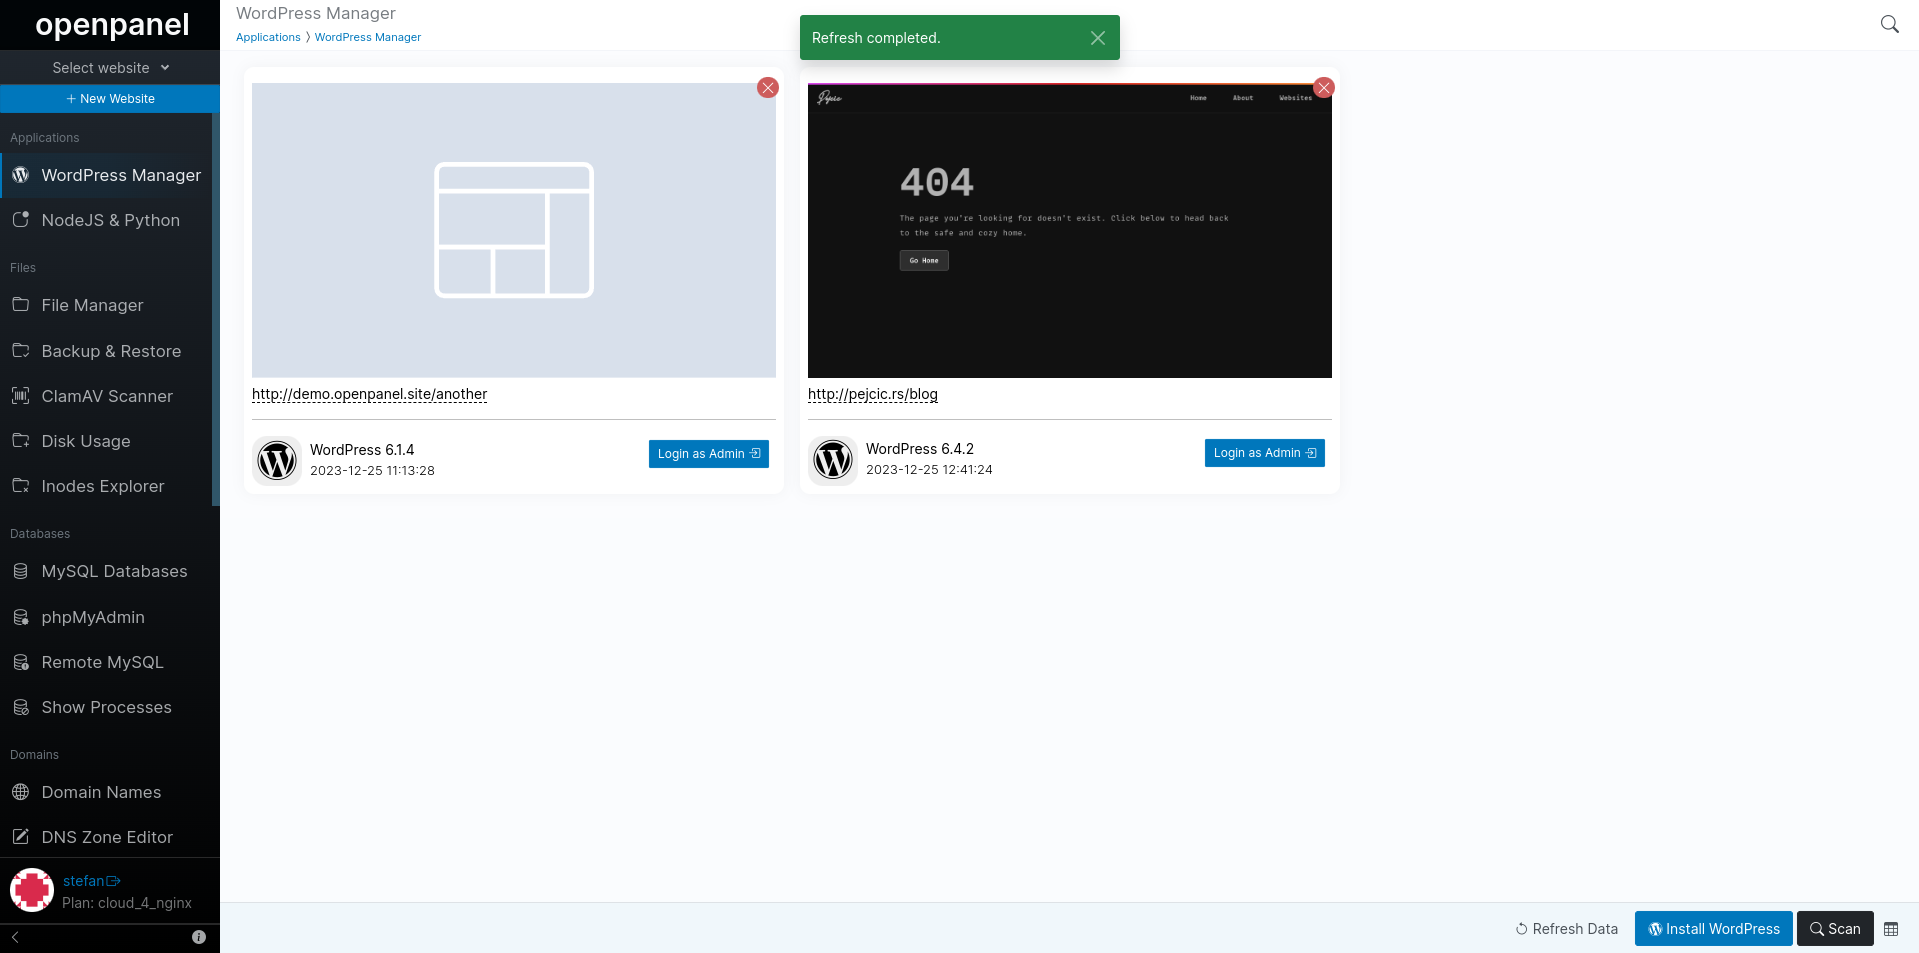 openpanel
Select website
New Website
Applications
WordPress Manager
NodeJS & Python
Files
File Manager
Backup & Restore
ClamAV Scanner
Disk Usage
Inodes Explorer
Databases
MySQL Databases
phpMyAdmin
Remote MySQL
Show Processes
Domains
Domain Names
DNS Zone Editor
stefan
Plan: cloud_4_nginx
WordPress Manager
Applications > WordPress Manager
Refresh completed.
http://demo.openpanel.site/another
WordPress 6.1.4
2023-12-25 11:13:28
Login as Admin
Pejcic
Home About Websites
404
The page you're looking for doesn't exist. Click below to head back
to the safe and cozy home.
Go Home
http://pejcic.rs/blog
WordPress 6.4.2
2023-12-25 12:41:24
Login as Admin
Refresh Data
Install WordPress
Scan